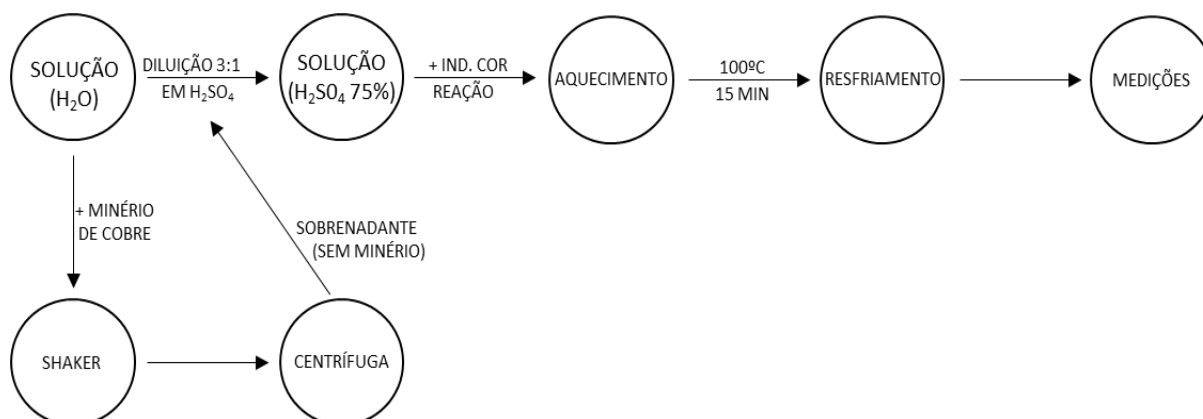 SOLUÇÃO
(H₂O)
DILUIÇÃO 3:1
EM H₂SO₄
SOLUÇÃO
(H₂S0₄ 75%)
+ IND. COR
REAÇÃO
AQUECIMENTO
100ºC
15 MIN
RESFRIAMENTO
MEDIÇÕES
+ MINÉRIO
DE COBRE
SOBRENADANTE
(SEM MINÉRIO)
SHAKER
CENTRÍFUGA